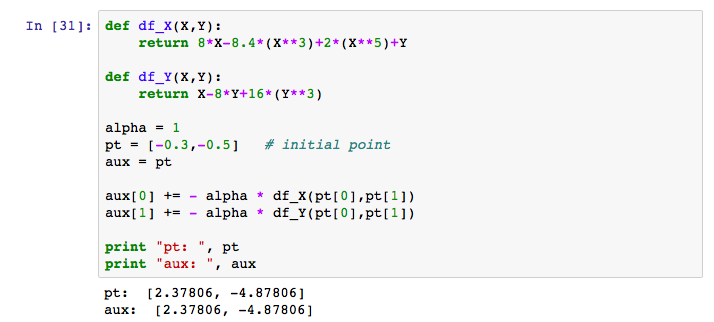 In [31]: def df_X(X,Y):
    return 8*X-8.4*(X**3)+2*(X**5)+Y
def df_Y(X,Y):
    return X-8*Y+16*(Y**3)
alpha = 1
pt = [-0.3,-0.5]   # initial point
aux = pt
aux[0] += - alpha * df_X(pt[0],pt[1])
aux[1] += - alpha * df_Y(pt[0],pt[1])
print "pt: ", pt
print "aux: ", aux
pt:  [2.37806, -4.87806]
aux:  [2.37806, -4.87806]